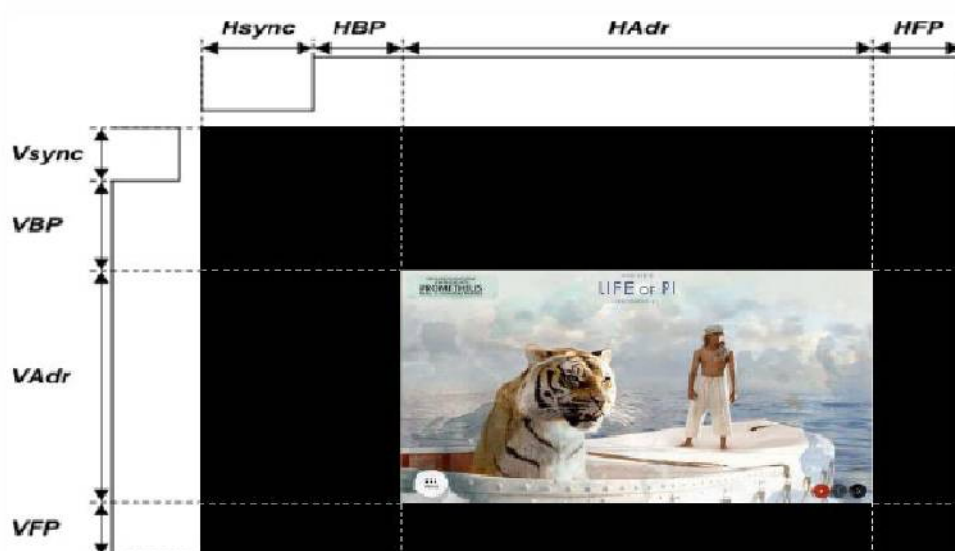 Hsync HBP HAdr HFP
Vsync
VBP
PROMETHEUS
LIFE OF PI
VAdr
VFP